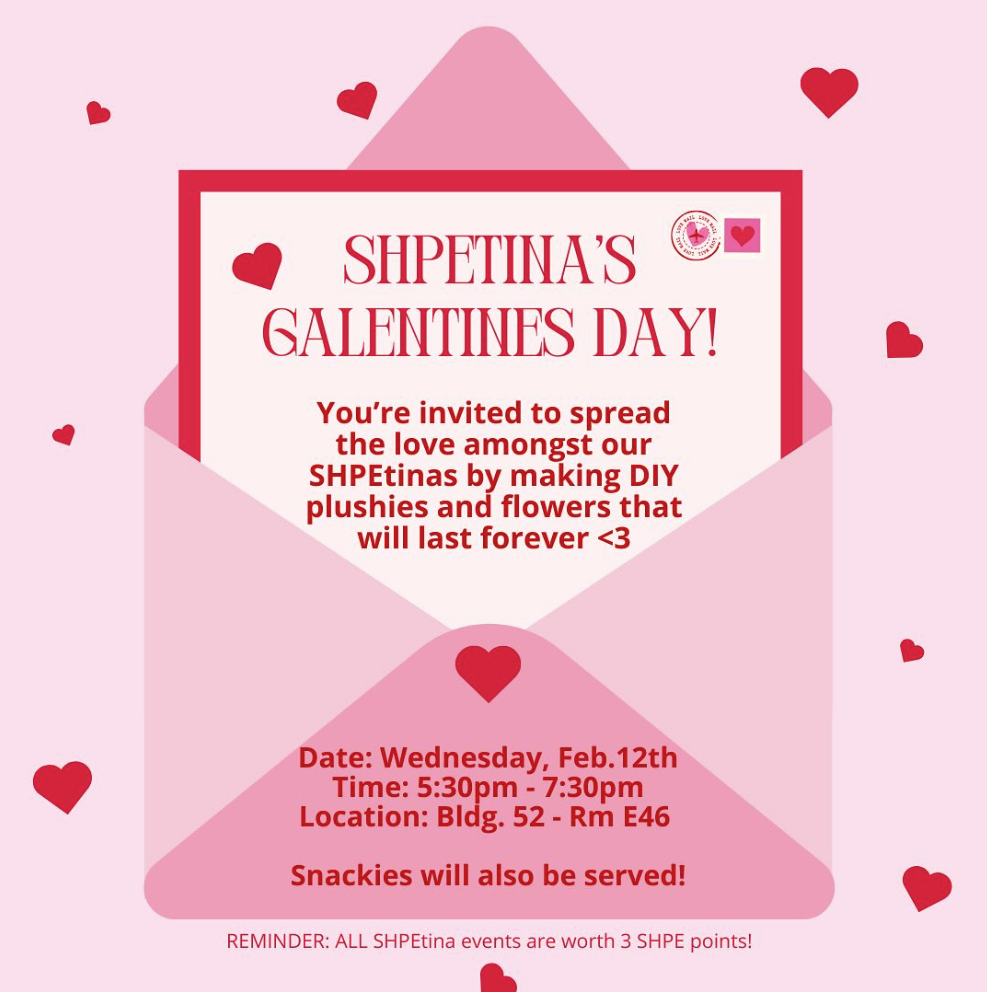 SHPETINA'S
GALENTINES DAY!
You're invited to spread
the love amongst our
SHPEtinas by making DIY
plushies and flowers that
will last forever <3
Date: Wednesday, Feb.12th
Time: 5:30pm - 7:30pm
Location: Bldg. 52 - Rm E46
Snackies will also be served!
REMINDER: ALL SHPEtina events are worth 3 SHPE points!